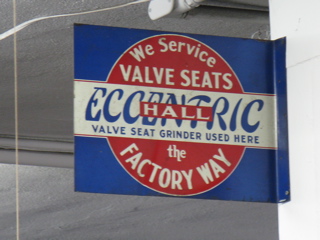 We Service
VALVE SEATS
ECCENTRIC
HALL
VALVE SEAT GRINDER USED HERE
the
FACTORY WAY